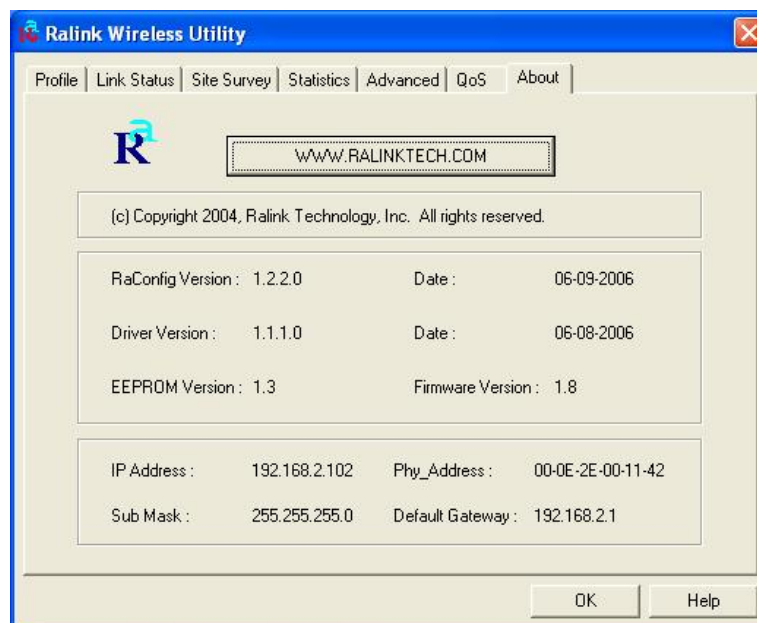 Ralink Wireless Utility
Profile Link Status Site Survey Statistics Advanced QoS About
Ra WWW.RALINKTECH.COM
(c) Copyright 2004, Ralink Technology, Inc. All rights reserved.
RaConfig Version : 1.2.2.0 Date : 06-09-2006
Driver Version : 1.1.1.0 Date : 06-08-2006
EEPROM Version : 1.3 Firmware Version : 1.8
IP Address : 192.168.2.102 Phy_Address : 00-0E-2E-00-11-42
Sub Mask : 255.255.255.0 Default Gateway : 192.168.2.1
OK Help